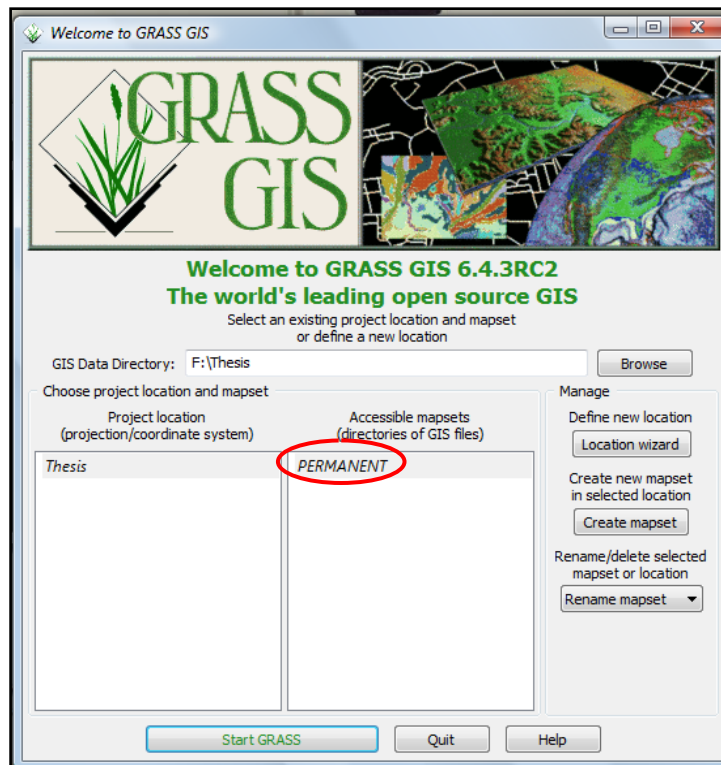 Welcome to GRASS GIS
GRASS
GIS
Welcome to GRASS GIS 6.4.3RC2
The world's leading open source GIS
Select an existing project location and mapset
or define a new location
GIS Data Directory: F:\Thesis Browse
Choose project location and mapset
Project location
(projection/coordinate system)
Thesis
Accessible mapsets
(directories of GIS files)
PERMANENT
Manage
Define new location
Location wizard
Create new mapset
in selected location
Create mapset
Rename/delete selected
mapset or location
Rename mapset
Start GRASS Quit Help